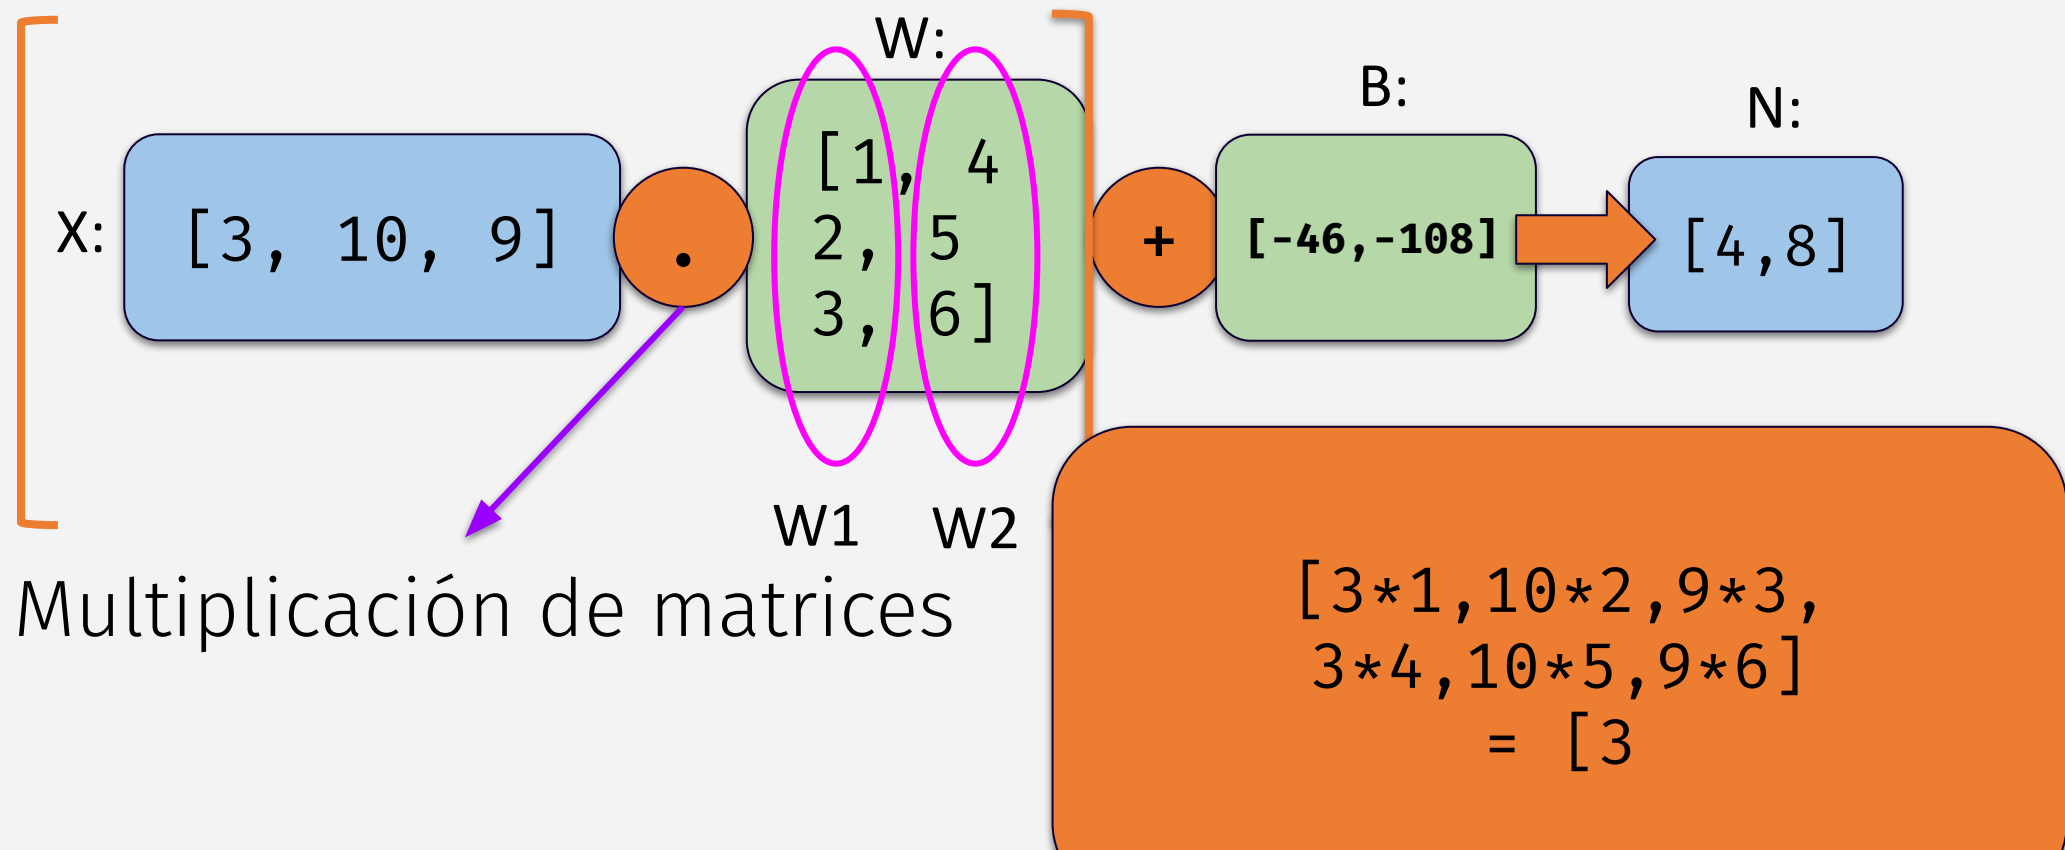 W:
B:
N:
X:
[3, 10, 9]
.
[1, 4
2, 5
3, 6]
+
[-46,-108]
[4,8]
W1
W2
Multiplicación de matrices
[3*1,10*2,9*3,
3*4,10*5,9*6]
= [3